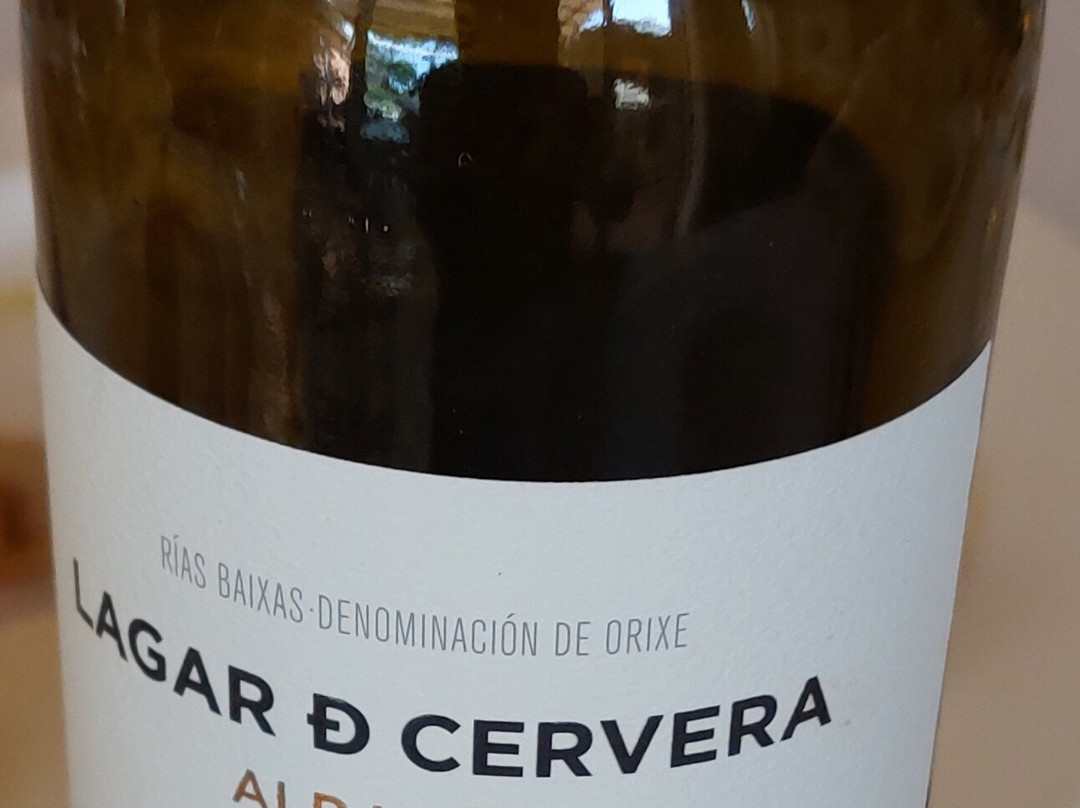 RÍAS BAIXAS·DENOMINACIÓN DE ORIXE
LAGAR Đ CERVERA